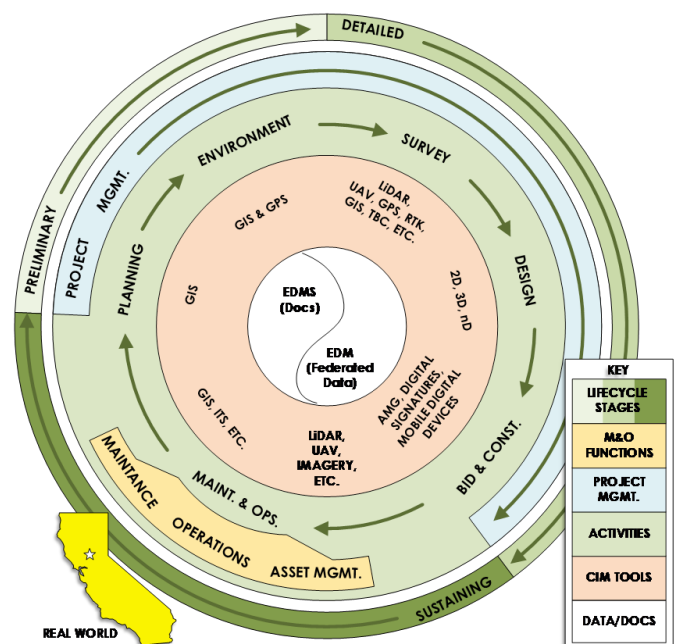 DETAILED
PRELIMINARY
SUSTAINING
PROJECT
MGMT.
PLANNING
ENVIRONMENT
SURVEY
DESIGN
BID & CONST.
MAINT. & OPS.
MAINTANCE
OPERATIONS
ASSET MGMT.
GIS
GIS & GPS
LiDAR,
UAV, GPS, RTK,
GIS, TBC, ETC.
2D, 3D, nD
AMG, DIGITAL
SIGNATURES,
MOBILE DIGITAL
DEVICES
LiDAR,
UAV,
IMAGERY,
ETC.
GIS, ITS, ETC.
EDMS
(Docs)
EDM
(Federated
Data)
REAL WORLD
KEY
LIFECYCLE
STAGES
M&O
FUNCTIONS
PROJECT
MGMT.
ACTIVITIES
CIM TOOLS
DATA/DOCS